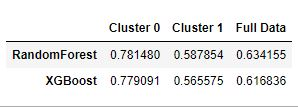 Cluster 0 Cluster 1 Full Data
RandomForest 0.781480 0.587854 0.634155
XGBoost 0.779091 0.565575 0.616836